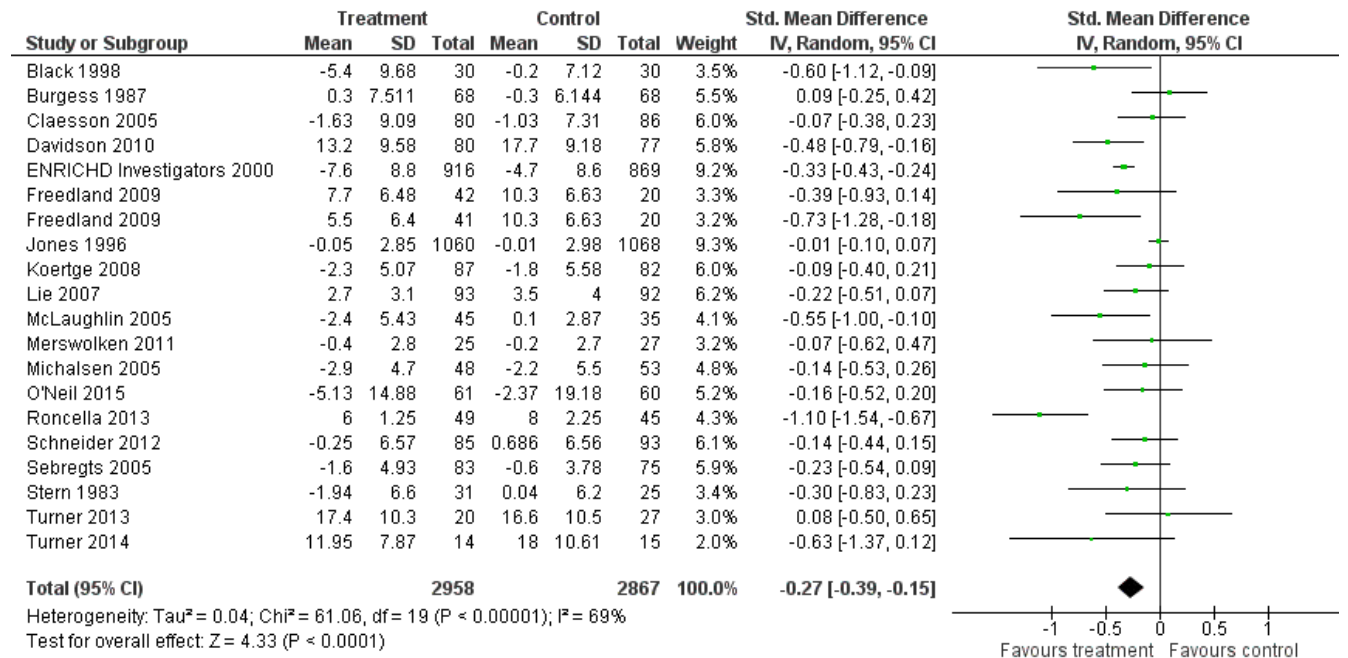 Treatment Control Std. Mean Difference Std. Mean Difference
Study or Subgroup Mean SD Total Mean SD Total Weight IV, Random, 95% CI IV, Random, 95% CI
Black 1998 -5.4 9.68 30 -0.2 7.12 30 3.5% -0.60 [-1.12, -0.09]
Burgess 1987 0.3 7.511 68 -0.3 6.144 68 5.5% 0.09 [-0.25, 0.42]
Claesson 2005 -1.63 9.09 80 -1.03 7.31 86 6.0% -0.07 [-0.38, 0.23]
Davidson 2010 13.2 9.58 80 17.7 9.18 77 5.8% -0.48 [-0.79, -0.16]
ENRICHD Investigators 2000 -7.6 8.8 916 -4.7 8.6 869 9.2% -0.33 [-0.43, -0.24]
Freedland 2009 7.7 6.48 42 10.3 6.63 20 3.3% -0.39 [-0.93, 0.14]
Freedland 2009 5.5 6.4 41 10.3 6.63 20 3.2% -0.73 [-1.28, -0.18]
Jones 1996 -0.05 2.85 1060 -0.01 2.98 1068 9.3% -0.01 [-0.10, 0.07]
Koertge 2008 -2.3 5.07 87 -1.8 5.58 82 6.0% -0.09 [-0.40, 0.21]
Lie 2007 2.7 3.1 93 3.5 4 92 6.2% -0.22 [-0.51, 0.07]
McLaughlin 2005 -2.4 5.43 45 0.1 2.87 35 4.1% -0.55 [-1.00, -0.10]
Merswolken 2011 -0.4 2.8 25 -0.2 2.7 27 3.2% -0.07 [-0.62, 0.47]
Michalsen 2005 -2.9 4.7 48 -2.2 5.5 53 4.8% -0.14 [-0.53, 0.26]
O'Neil 2015 -5.13 14.88 61 -2.37 19.18 60 5.2% -0.16 [-0.52, 0.20]
Roncella 2013 6 1.25 49 8 2.25 45 4.3% -1.10 [-1.54, -0.67]
Schneider 2012 -0.25 6.57 85 0.686 6.56 93 6.1% -0.14 [-0.44, 0.15]
Sebregts 2005 -1.6 4.93 83 -0.6 3.78 75 5.9% -0.23 [-0.54, 0.09]
Stern 1983 -1.94 6.6 31 0.04 6.2 25 3.4% -0.30 [-0.83, 0.23]
Turner 2013 17.4 10.3 20 16.6 10.5 27 3.0% 0.08 [-0.50, 0.65]
Turner 2014 11.95 7.87 14 18 10.61 15 2.0% -0.63 [-1.37, 0.12]
Total (95% CI) 2958 2867 100.0% -0.27 [-0.39, -0.15]
Heterogeneity: Tau² = 0.04; Chi² = 61.06, df = 19 (P < 0.00001); I² = 69%
Test for overall effect: Z = 4.33 (P < 0.0001)
-1 -0.5 0 0.5 1
Favours treatment Favours control